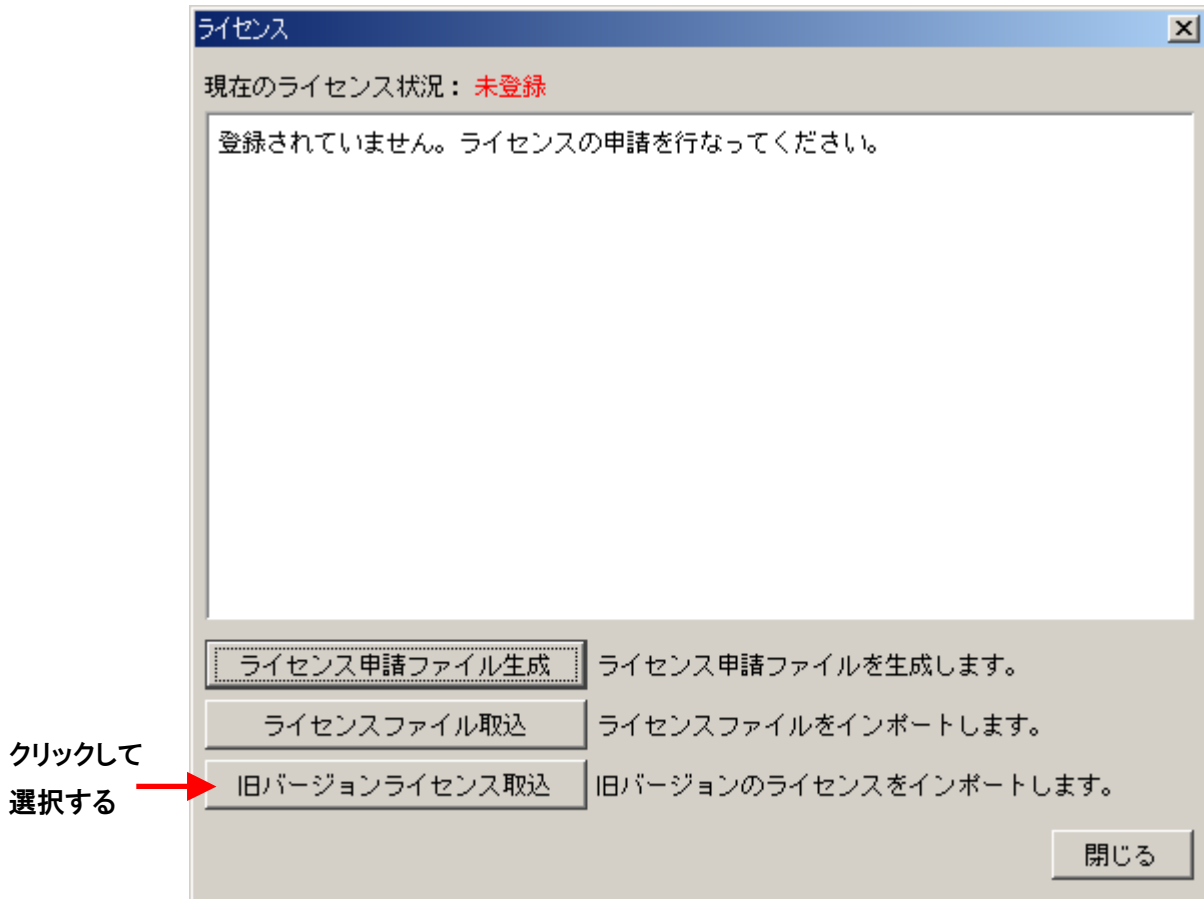 ライセンス
現在のライセンス状況：未登録
登録されていません。ライセンスの申請を行なってください。
ライセンス申請ファイル生成 ライセンス申請ファイルを生成します。
ライセンスファイル取込 ライセンスファイルをインポートします。
クリックして
選択する
旧バージョンライセンス取込 旧バージョンのライセンスをインポートします。
閉じる